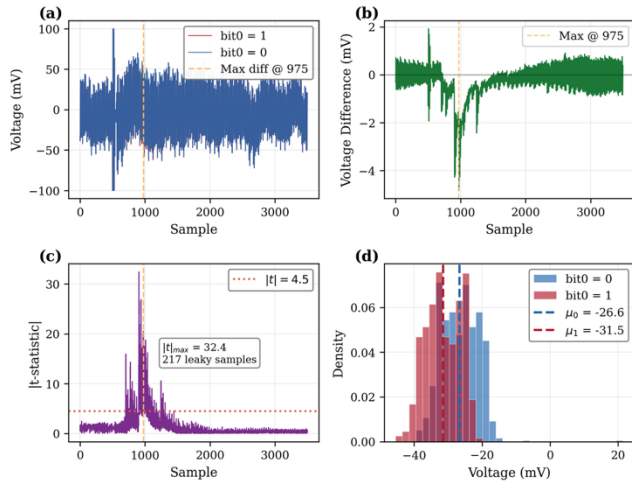 (a)
Voltage (mV)
100
50
0
−50
−100
bit0 = 1
bit0 = 0
Max diff @ 975
0
1000
2000
3000
Sample
(b)
Voltage Difference (mV)
2
0
−2
−4
Max @ 975
0
1000
2000
3000
Sample
(c)
|t-statistic|
30
20
10
0
|t| = 4.5
|t|max = 32.4
217 leaky samples
0
1000
2000
3000
Sample
(d)
Density
0.06
0.04
0.02
0.00
bit0 = 0
bit0 = 1
μ₀ = -26.6
μ₁ = -31.5
−40
−20
0
20
Voltage (mV)